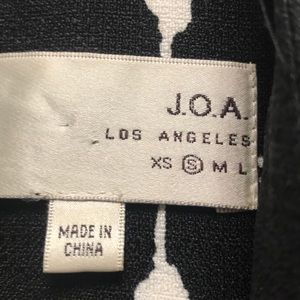 J.O.A.
LOS ANGELES
XS S M L
MADE IN
CHINA